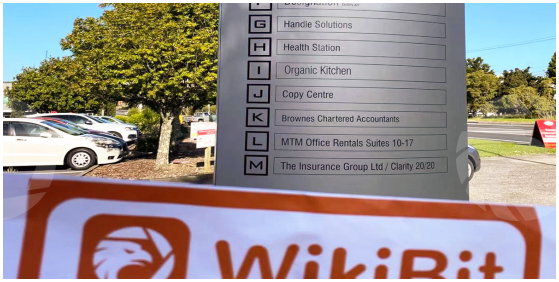 G Handle Solutions
H Health Station
I Organic Kitchen
J Copy Centre
K Brownes Chartered Accountants
L MTM Office Rentals Suites 10-17
M The Insurance Group Ltd / Clarity 20/20
WikiBit